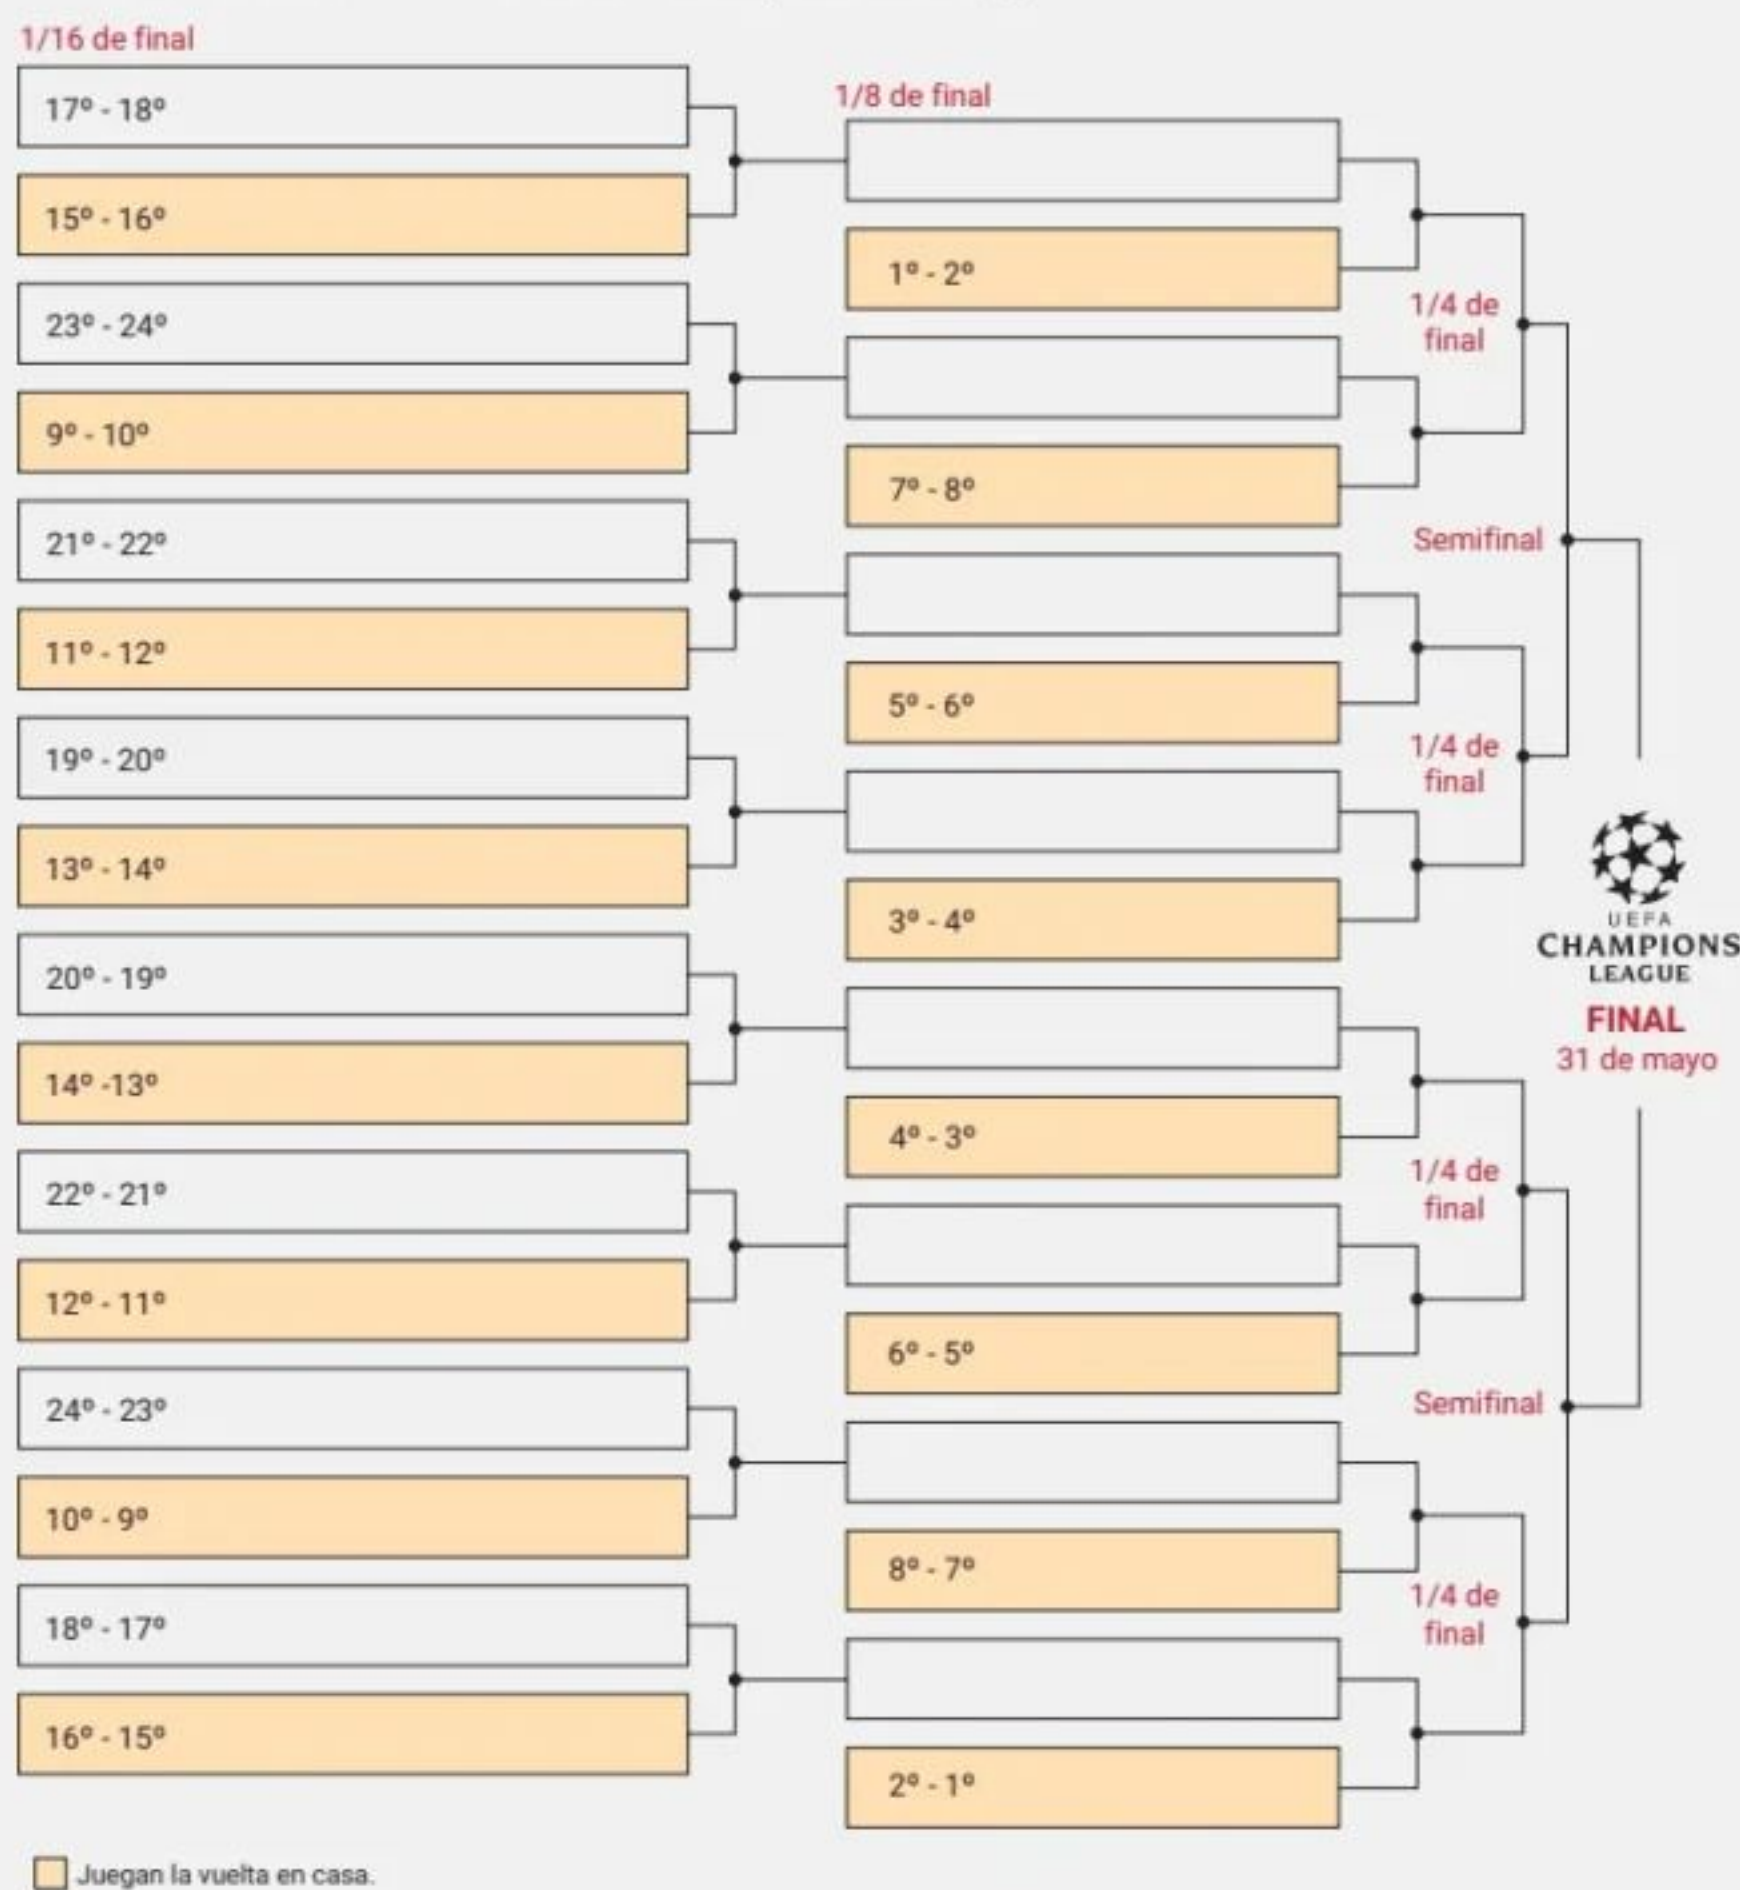 1/16 de final
17º - 18º
15º - 16º
23º - 24º
9º - 10º
21º - 22º
11º - 12º
19º - 20º
13º - 14º
20º - 19º
14º -13º
22º - 21º
12º - 11º
24º - 23º
10º - 9º
18º - 17º
16º - 15º
1/8 de final
1º - 2º
7º - 8º
5º - 6º
3º - 4º
4º - 3º
6º - 5º
8º - 7º
2º - 1º
1/4 de
final
Semifinal
1/4 de
final
UEFA
CHAMPIONS
LEAGUE
FINAL
31 de mayo
1/4 de
final
Semifinal
1/4 de
final
Juegan la vuelta en casa.